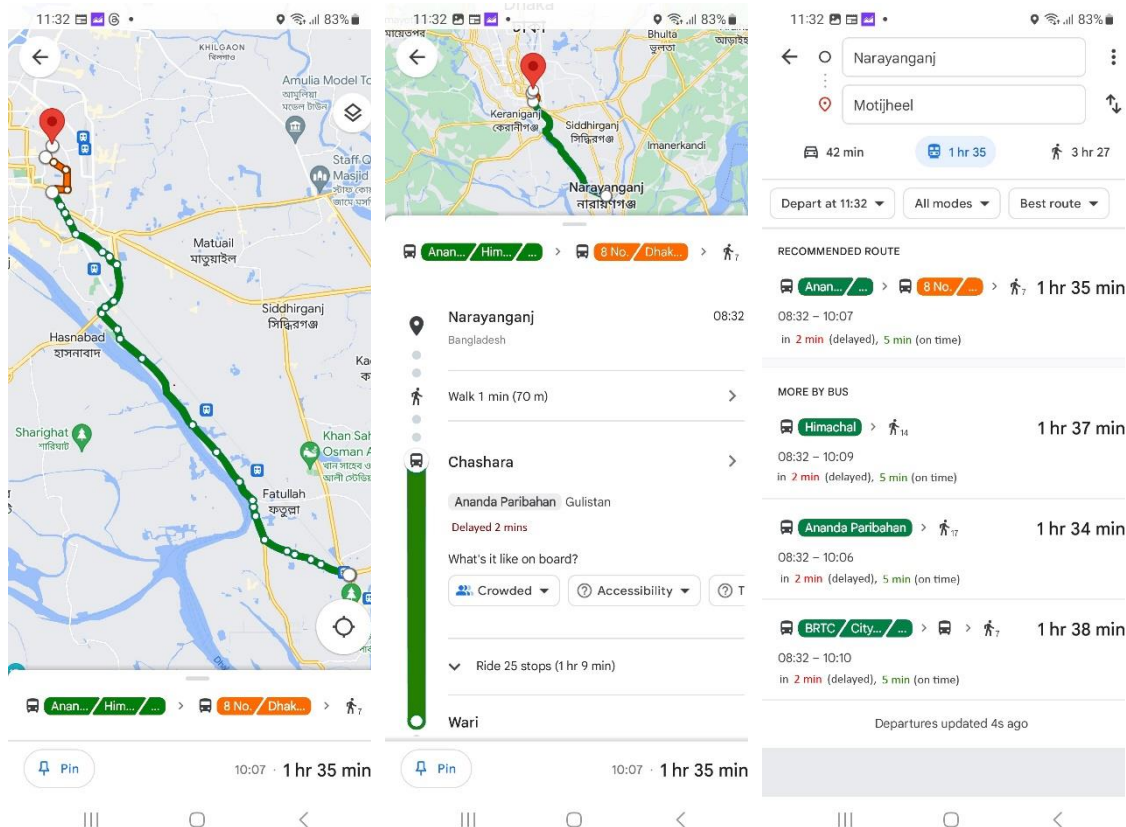 11:32
83%
KHILGAON
খিলগাঁও
Amulia Model To
আমুলিয়া
মডেল টাউন
Staff Q
Masjid
Matuail
মাতুয়াইল
Siddhirganj
সিদ্ধিরগঞ্জ
Hasnabad
হাসনাবাদ
Sharighat
শারিঘাট
Khan Sah
Osman A
খান সাহেব ও
আলী স্টেডি
Fatullah
ফতুল্লা
Anan... / Him... / ... > 8 No. / Dhak... > 7
Pin
10:07 · 1 hr 35 min
11:32
83%
Dhaka
ঢাকা
Bhulta
ভুলতা
Keraniganj
কেরানীগঞ্জ
Siddhirganj
সিদ্ধিরগঞ্জ
Imanerkandi
Narayanganj
নারায়ণগঞ্জ
Anan... / Him... / ... > 8 No. / Dhak... > 7
Narayanganj 08:32
Bangladesh
Walk 1 min (70 m)
Chashara
Ananda Paribahan Gulistan
Delayed 2 mins
What's it like on board?
Crowded Accessibility T
Ride 25 stops (1 hr 9 min)
Wari
Pin
10:07 · 1 hr 35 min
11:32
83%
Narayanganj
Motijheel
42 min 1 hr 35 3 hr 27
Depart at 11:32 All modes Best route
RECOMMENDED ROUTE
Anan... / ... > 8 No. / ... > 7 1 hr 35 min
08:32 – 10:07
in 2 min (delayed), 5 min (on time)
MORE BY BUS
Himachal > 14 1 hr 37 min
08:32 – 10:09
in 2 min (delayed), 5 min (on time)
Ananda Paribahan > 17 1 hr 34 min
08:32 – 10:06
in 2 min (delayed), 5 min (on time)
BRTC / City... / ... > > 7 1 hr 38 min
08:32 – 10:10
in 2 min (delayed), 5 min (on time)
Departures updated 4s ago